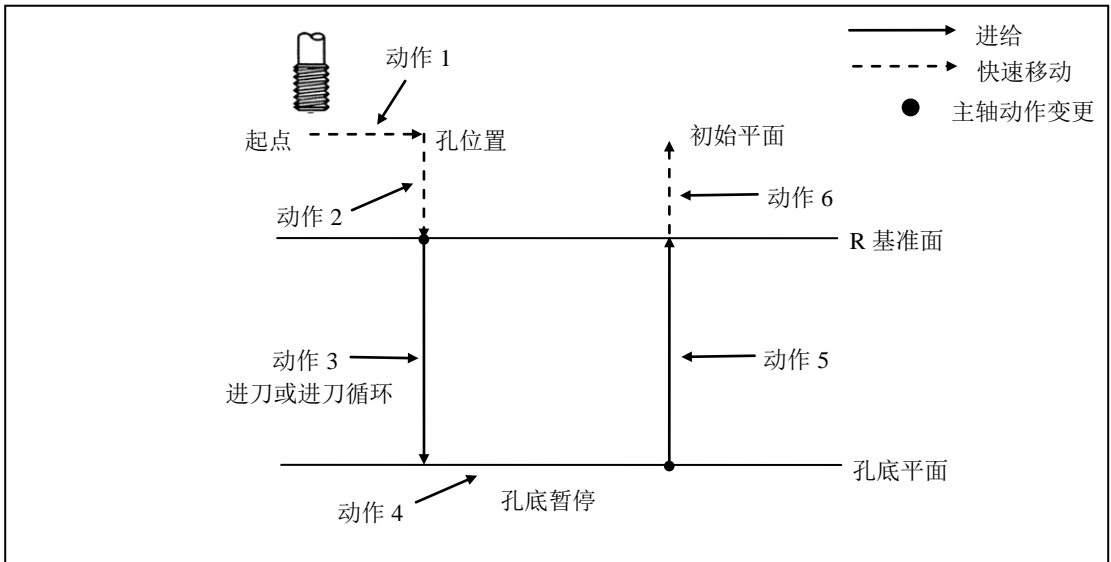 动作 1
进给
快速移动
主轴动作变更
起点
孔位置
初始平面
动作 2
动作 6
R 基准面
动作 3
进刀或进刀循环
动作 5
孔底平面
动作 4
孔底暂停